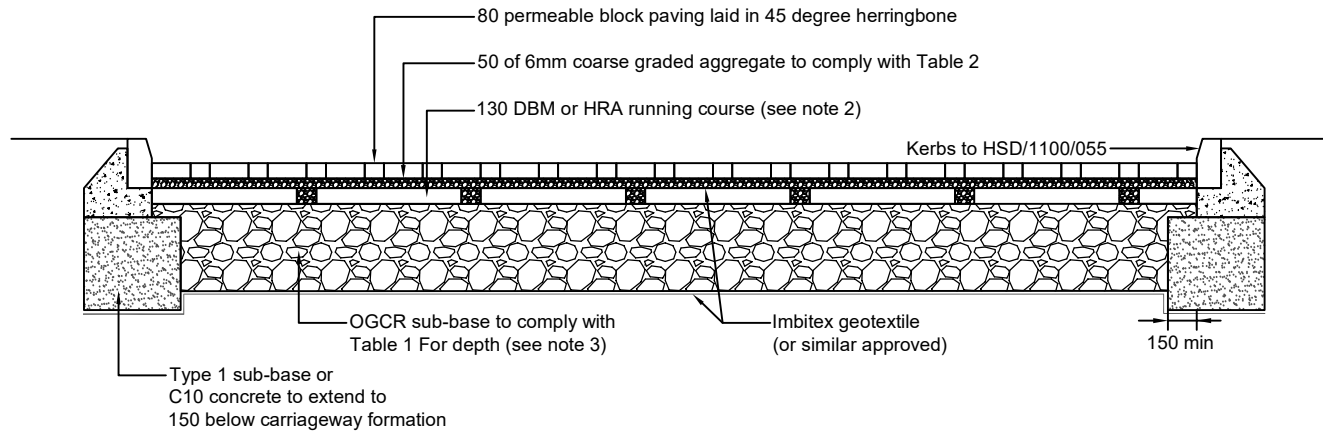 80 permeable block paving laid in 45 degree herringbone
50 of 6mm coarse graded aggregate to comply with Table 2
130 DBM or HRA running course (see note 2)
Kerbs to HSD/1100/055
OGCR sub-base to comply with
Table 1 For depth (see note 3)
Imbitex geotextile
(or similar approved)
150 min
Type 1 sub-base or
C10 concrete to extend to
150 below carriageway formation